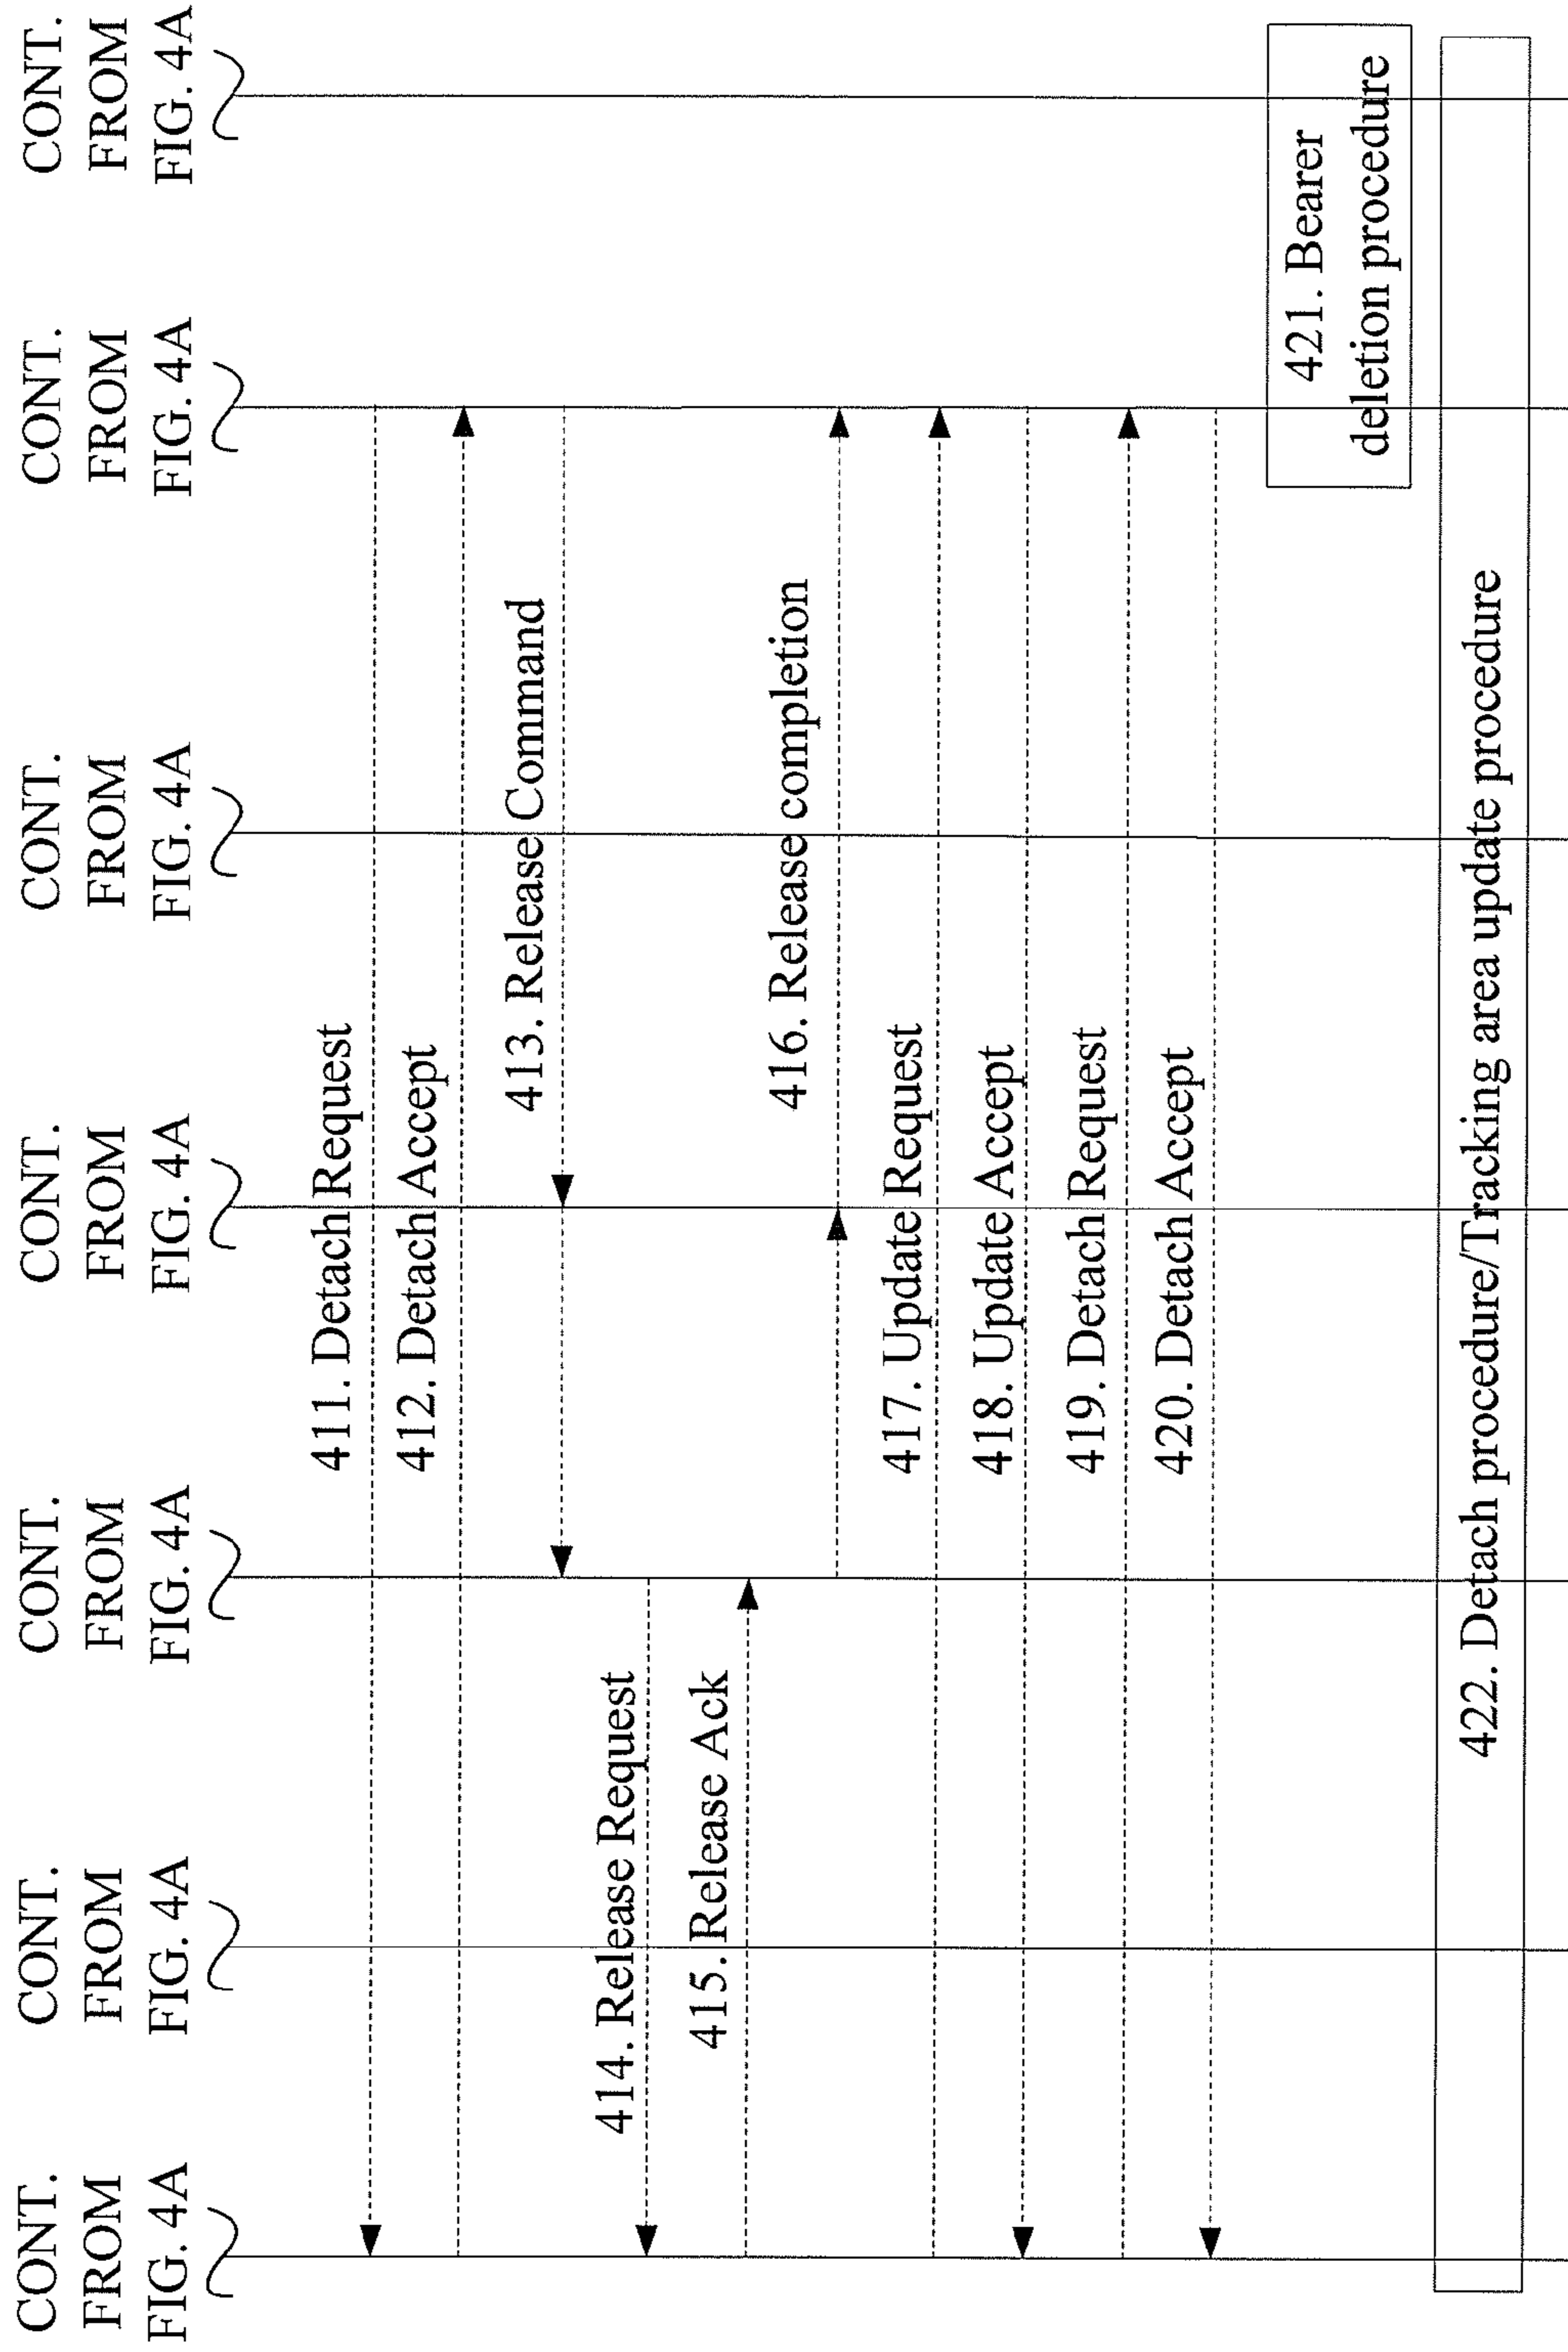 CONT.
FROM
FIG. 4A
CONT.
FROM
FIG. 4A
CONT.
FROM
FIG. 4A
CONT.
FROM
FIG. 4A
CONT.
FROM
FIG. 4A
CONT.
FROM
FIG. 4A
CONT.
FROM
FIG. 4A
411. Detach Request
412. Detach Accept
413. Release Command
414. Release Request
415. Release Ack
416. Release completion
417. Update Request
418. Update Accept
419. Detach Request
420. Detach Accept
421. Bearer
deletion procedure
422. Detach procedure/Tracking area update procedure